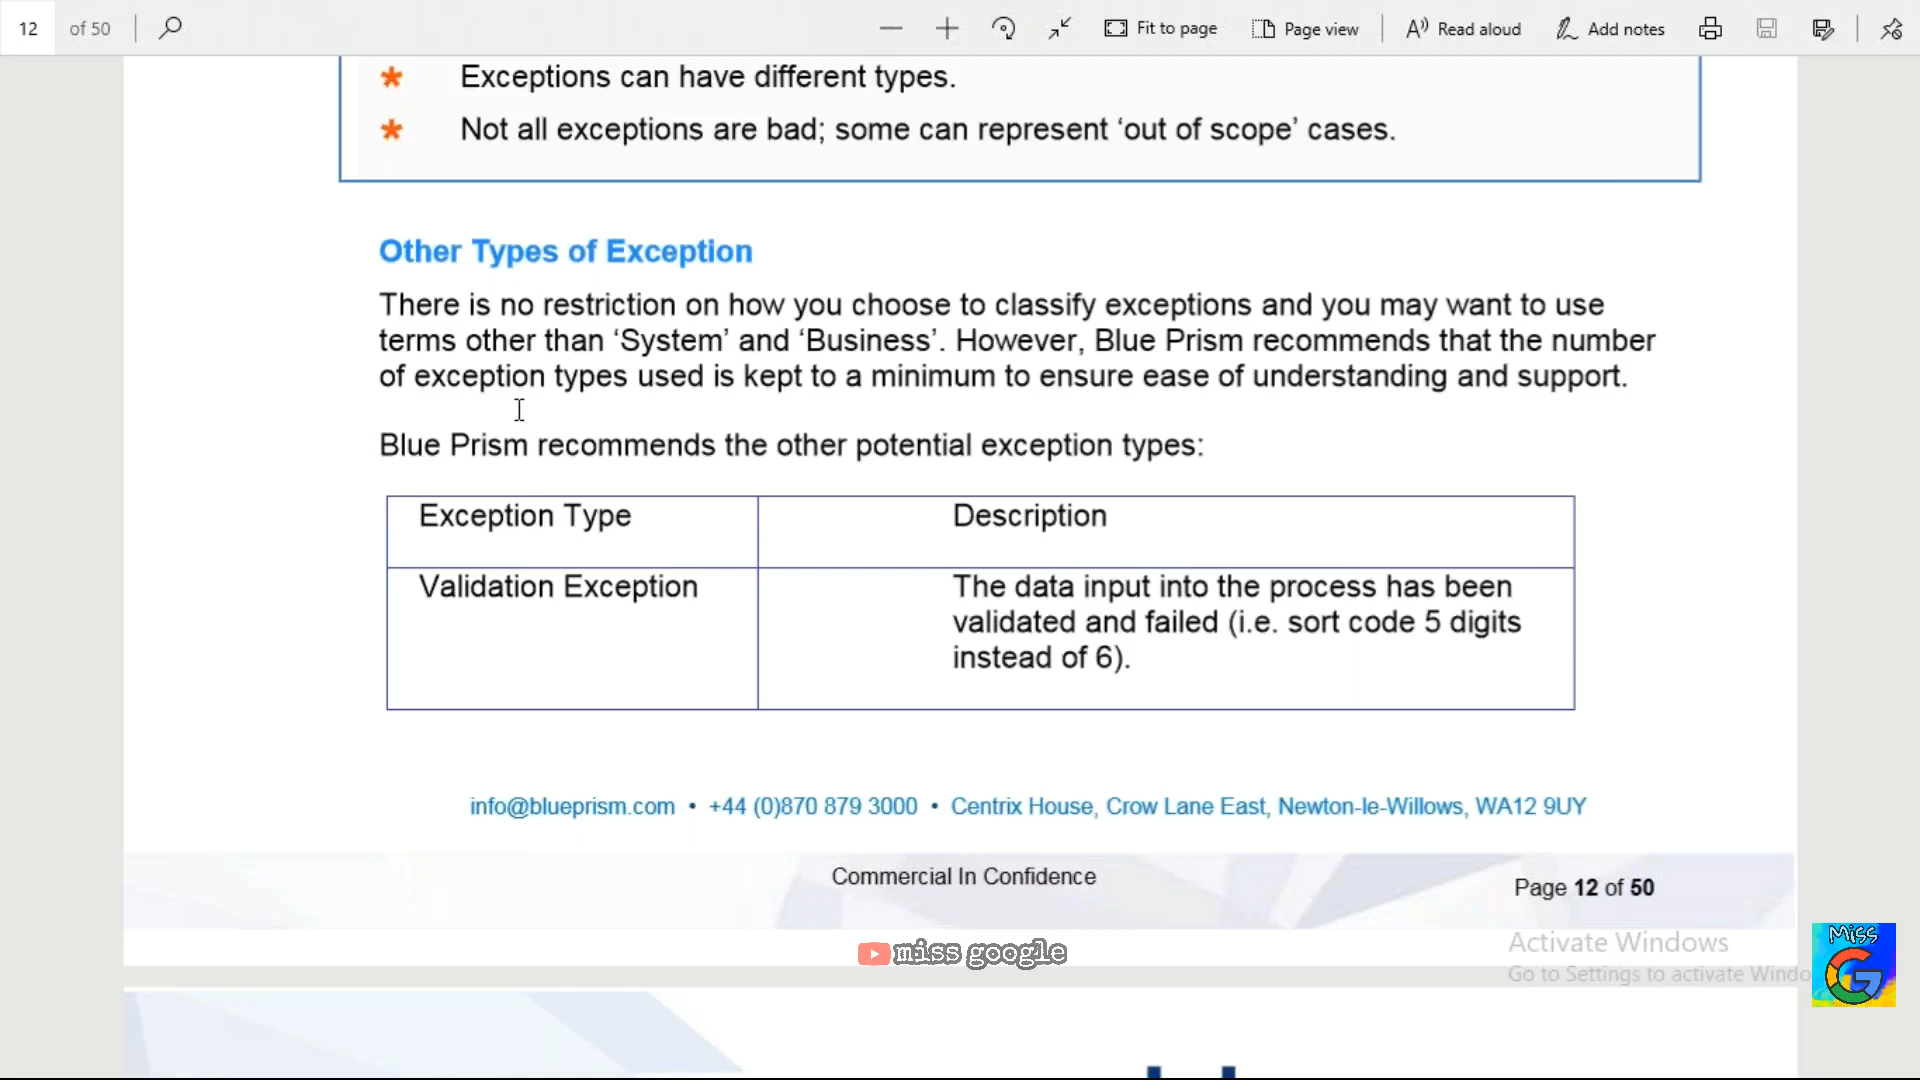 12 of 50 Fit to page Page view Read aloud Add notes
* Exceptions can have different types.
* Not all exceptions are bad; some can represent ‘out of scope’ cases.
Other Types of Exception
There is no restriction on how you choose to classify exceptions and you may want to use
terms other than ‘System’ and ‘Business’. However, Blue Prism recommends that the number
of exception types used is kept to a minimum to ensure ease of understanding and support.
Blue Prism recommends the other potential exception types:
Exception Type Description
Validation Exception The data input into the process has been
validated and failed (i.e. sort code 5 digits
instead of 6).
info@blueprism.com • +44 (0)870 879 3000 • Centrix House, Crow Lane East, Newton-le-Willows, WA12 9UY
Commercial In Confidence
Page 12 of 50
miss google
Activate Windows
Go to Settings to activate Windo
Miss
G